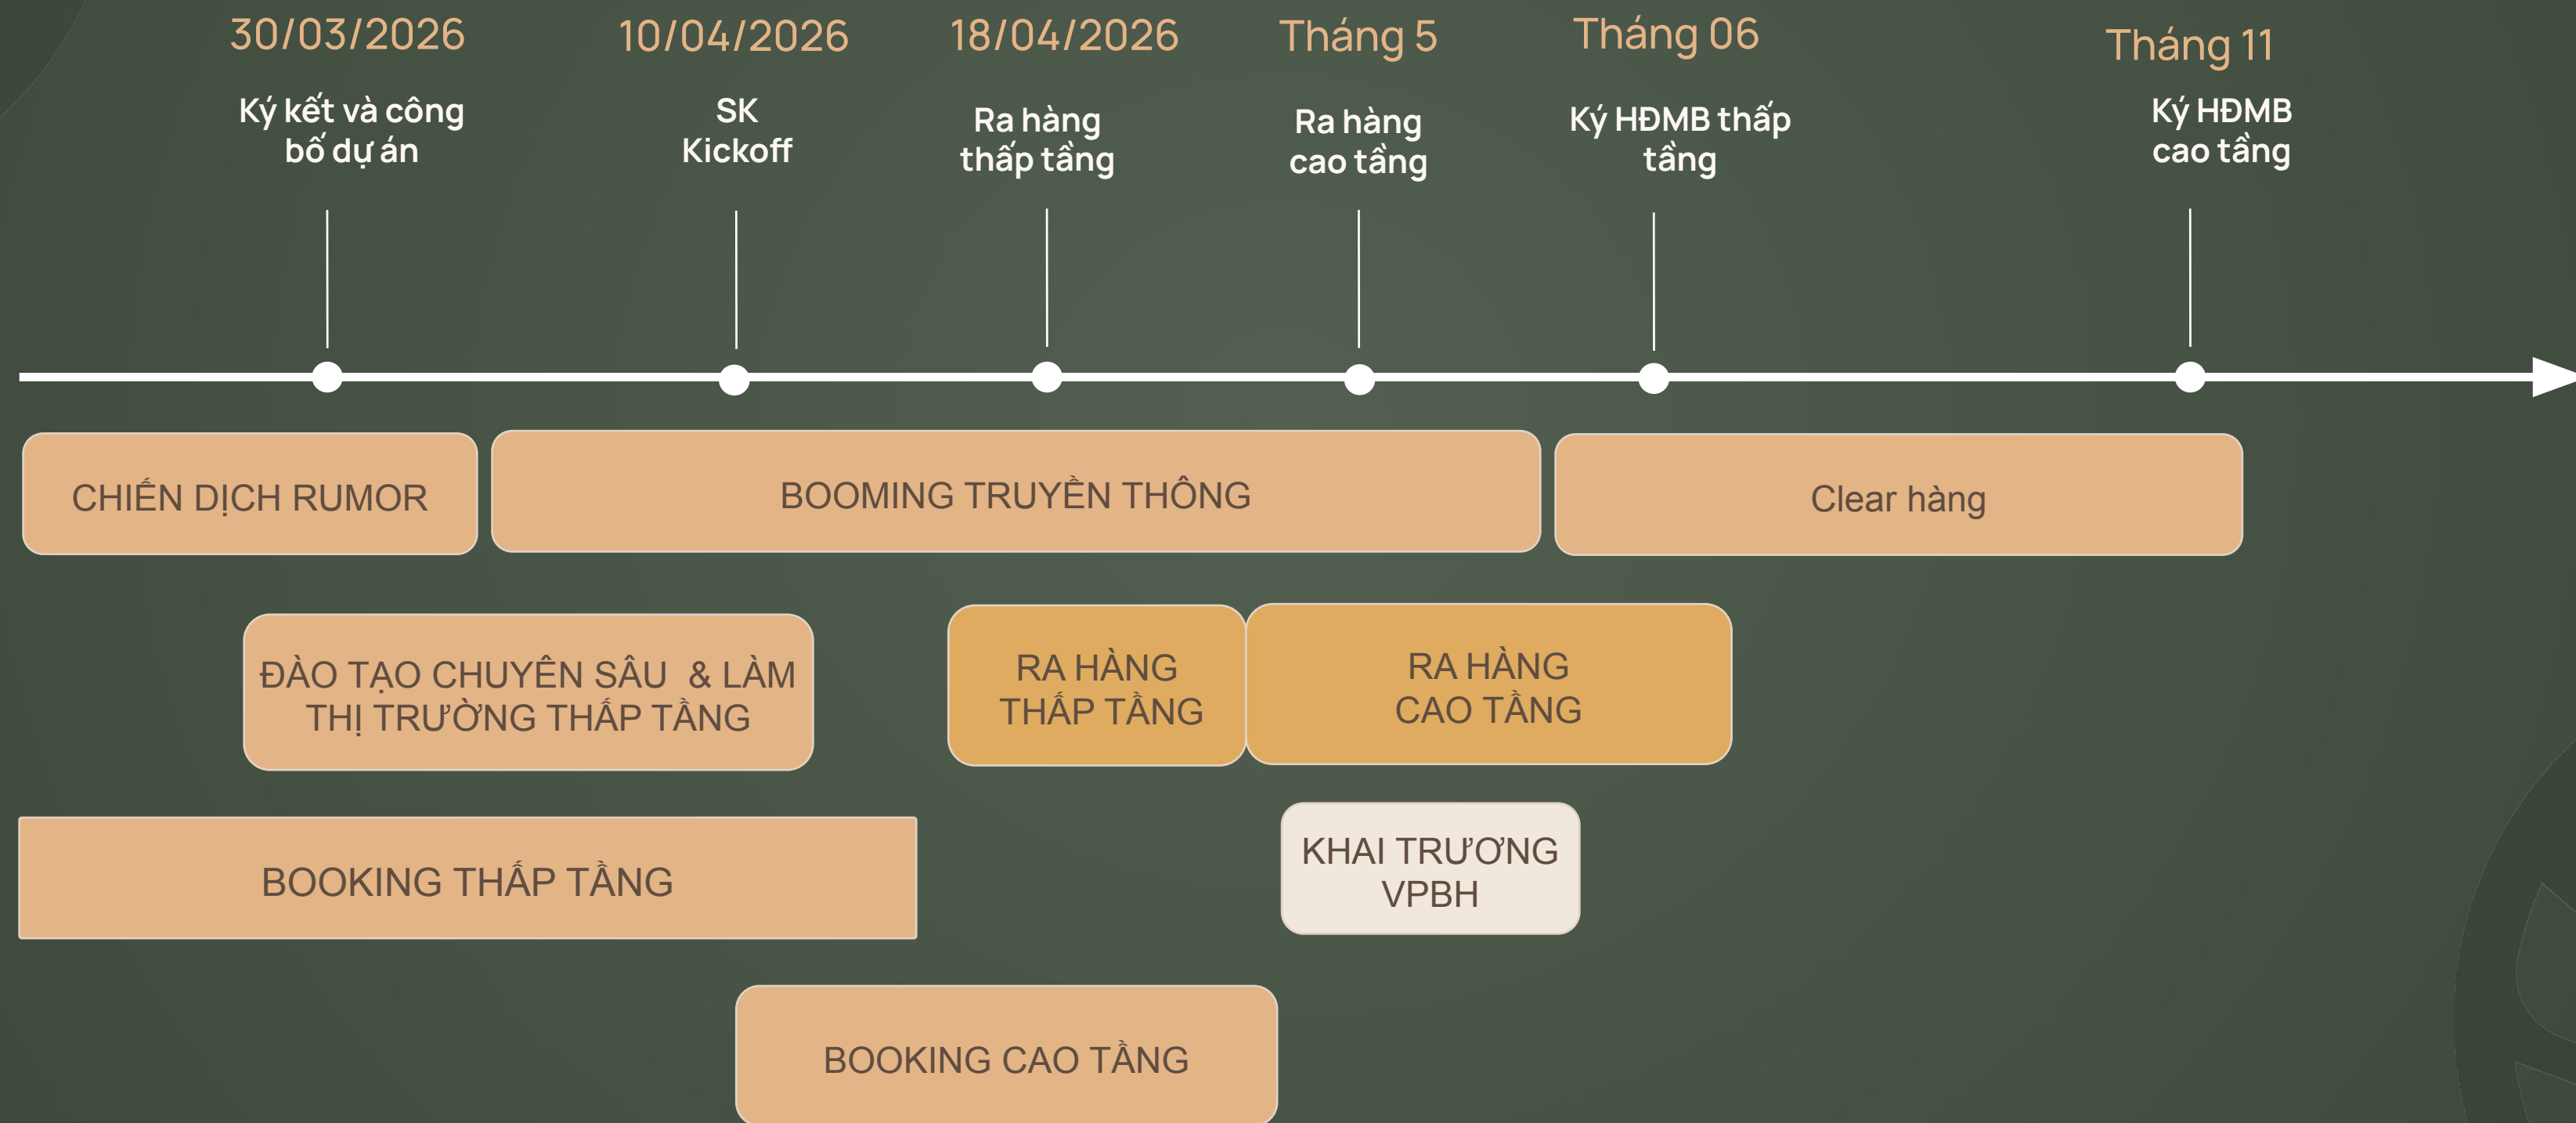 30/03/2026
Ký kết và công
bố dự án
10/04/2026
SK
Kickoff
18/04/2026
Ra hàng
thấp tầng
Tháng 5
Ra hàng
cao tầng
Tháng 06
Ký HĐMB thấp
tầng
Tháng 11
Ký HĐMB
cao tầng
CHIẾN DỊCH RUMOR
BOOMING TRUYỀN THÔNG
Clear hàng
ĐÀO TẠO CHUYÊN SÂU & LÀM
THỊ TRƯỜNG THẤP TẦNG
RA HÀNG
THẤP TẦNG
RA HÀNG
CAO TẦNG
BOOKING THẤP TẦNG
KHAI TRƯƠNG
VPBH
BOOKING CAO TẦNG